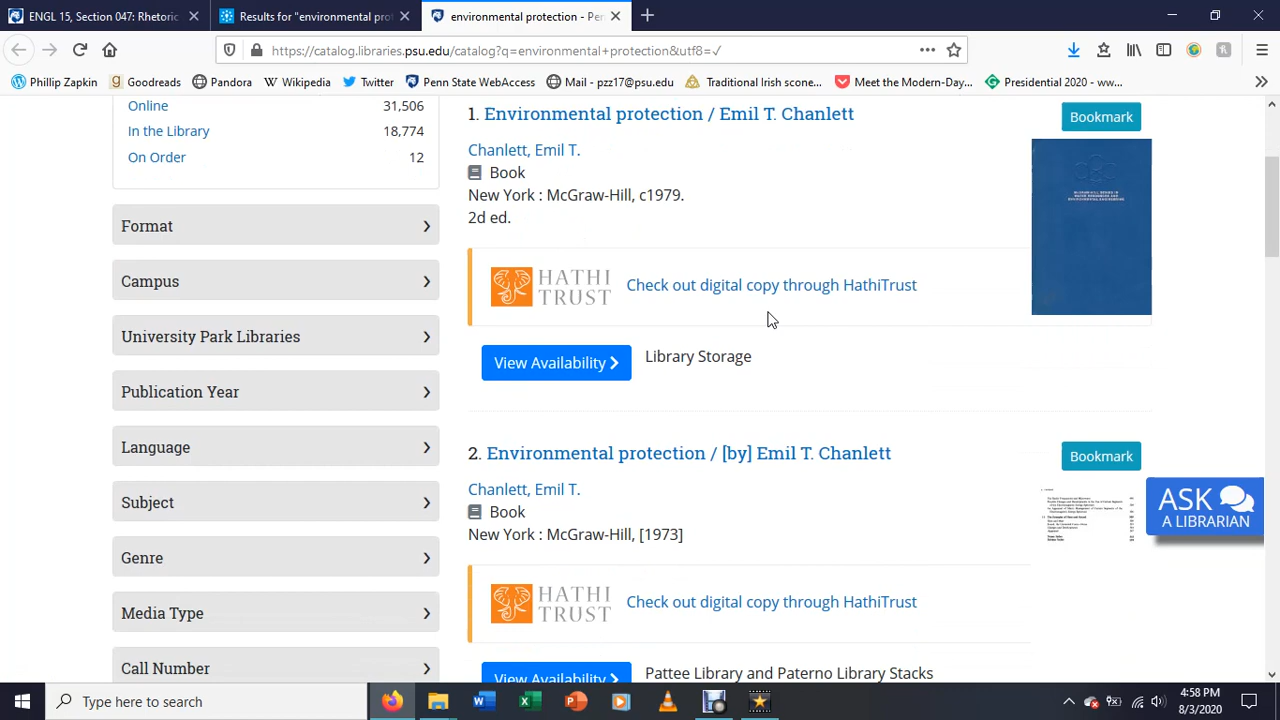 ENGL 15, Section 047: Rhetoric
Results for "environmental prot
environmental protection - Pen
https://catalog.libraries.psu.edu/catalog?q=environmental+protection&utf8=✓
Phillip Zapkin
Goodreads
Pandora
Wikipedia
Twitter
Penn State WebAccess
Mail - pzz17@psu.edu
Traditional Irish scone...
Meet the Modern-Day...
Presidential 2020 - ww...
Online 31,506
In the Library 18,774
On Order 12
Format
Campus
University Park Libraries
Publication Year
Language
Subject
Genre
Media Type
Call Number
1. Environmental protection / Emil T. Chanlett
Bookmark
Chanlett, Emil T.
Book
New York : McGraw-Hill, c1979.
2d ed.
HATHI
TRUST
Check out digital copy through HathiTrust
View Availability
Library Storage
2. Environmental protection / [by] Emil T. Chanlett
Bookmark
Chanlett, Emil T.
Book
New York : McGraw-Hill, [1973]
HATHI
TRUST
Check out digital copy through HathiTrust
View Availability
Pattee Library and Paterno Library Stacks
ASK
A LIBRARIAN
Type here to search
4:58 PM
8/3/2020